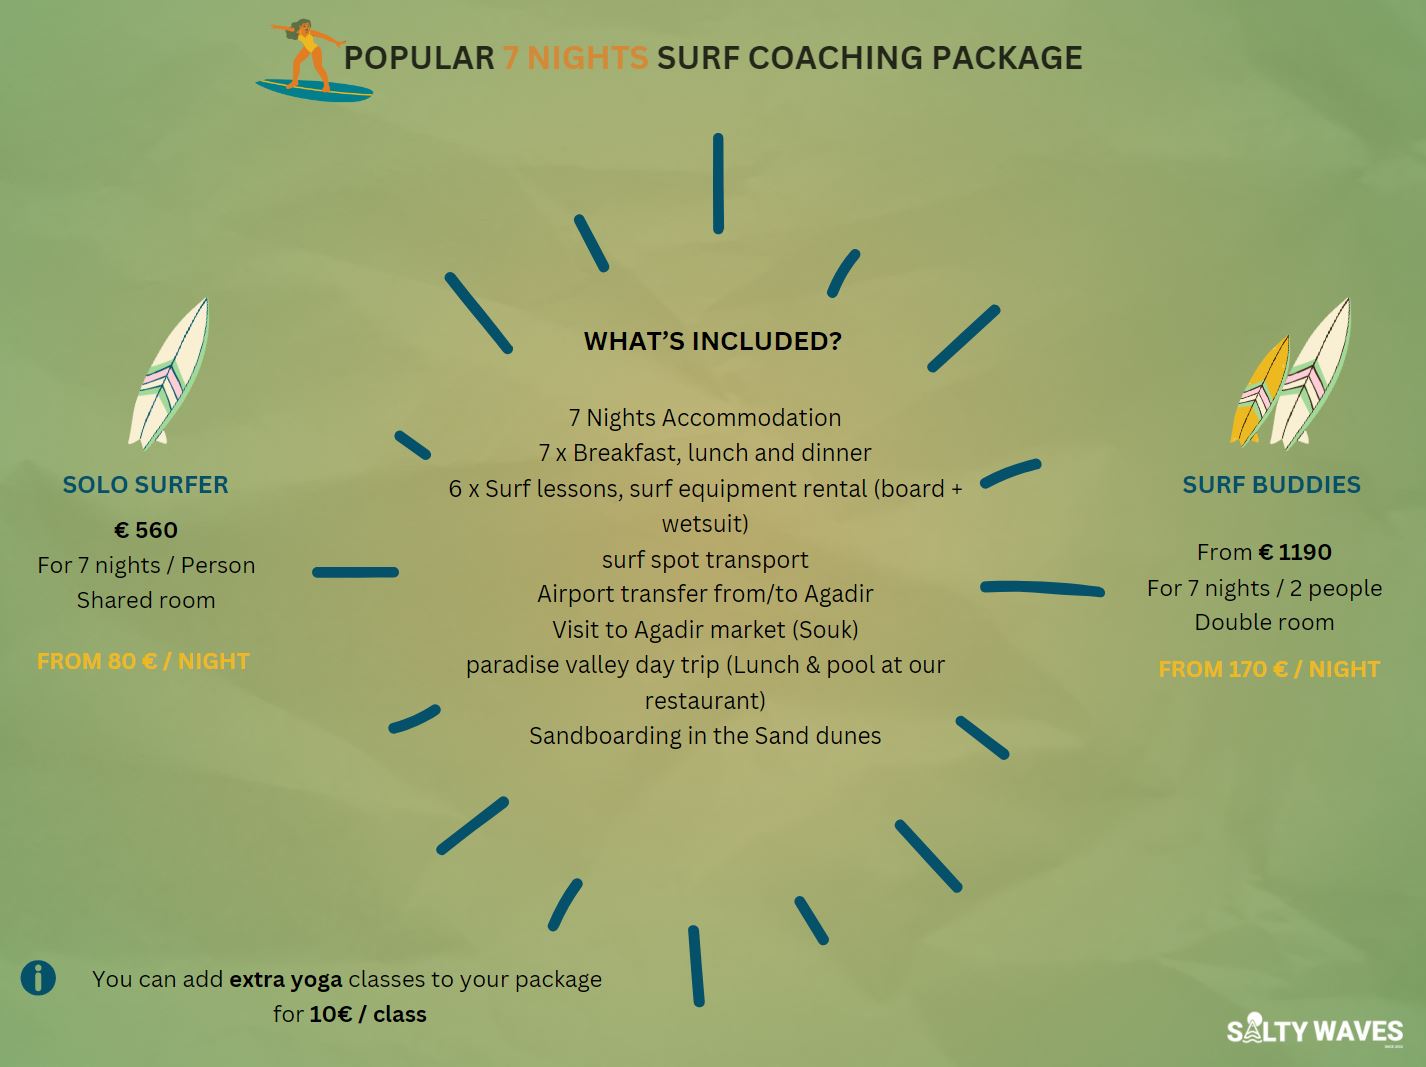 POPULAR 7 NIGHTS SURF COACHING PACKAGE
WHAT’S INCLUDED?
7 Nights Accommodation
7 x Breakfast, lunch and dinner
6 x Surf lessons, surf equipment rental (board +
wetsuit)
surf spot transport
Airport transfer from/to Agadir
Visit to Agadir market (Souk)
paradise valley day trip (Lunch & pool at our
restaurant)
Sandboarding in the Sand dunes
SOLO SURFER
€ 560
For 7 nights / Person
Shared room
FROM 80 € / NIGHT
SURF BUDDIES
From € 1190
For 7 nights / 2 people
Double room
FROM 170 € / NIGHT
You can add extra yoga classes to your package
for 10€ / class
SALTY WAVES